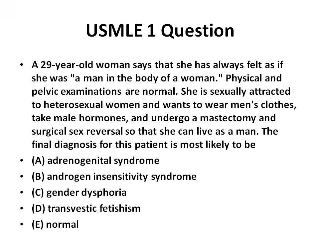 USMLE 1 Question
• A 29-year-old woman says that she has always felt as if
she was "a man in the body of a woman." Physical and
pelvic examinations are normal. She is sexually attracted
to heterosexual women and wants to wear men's clothes,
take male hormones, and undergo a mastectomy and
surgical sex reversal so that she can live as a man. The
final diagnosis for this patient is most likely to be
• (A) adrenogenital syndrome
• (B) androgen insensitivity syndrome
• (C) gender dysphoria
• (D) transvestic fetishism
• (E) normal